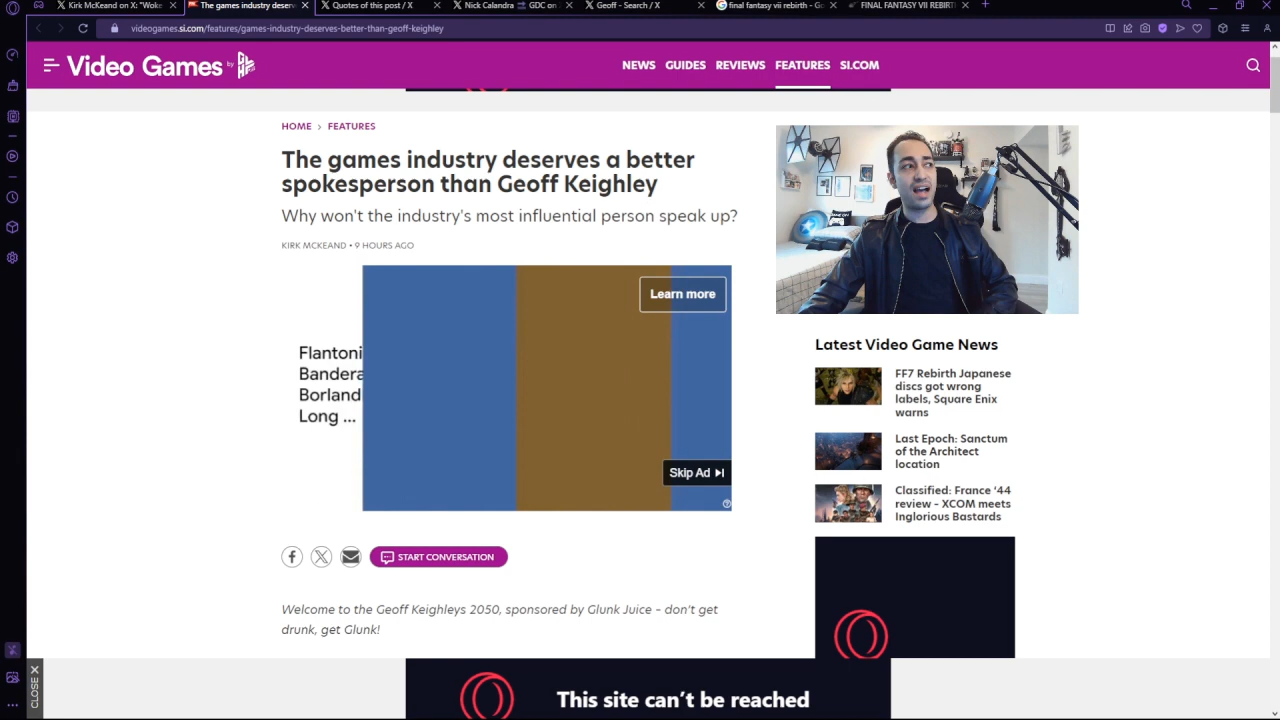 Kirk McKeand on X: "Woke
The games industry deserv
Quotes of this post / X
Nick Calandra
GDC on
Geoff - Search / X
final fantasy vii rebirth - Go
FINAL FANTASY VII REBIRT
videogames.si.com/features/games-industry-deserves-better-than-geoff-keighley
Video Games by
NEWS GUIDES REVIEWS FEATURES SI.COM
HOME > FEATURES
The games industry deserves a better
spokesperson than Geoff Keighley
Why won't the industry's most influential person speak up?
KIRK MCKEAND • 9 HOURS AGO
Learn more
Flantoni
Bandera
Borland
Long ...
Skip Ad
START CONVERSATION
Welcome to the Geoff Keighleys 2050, sponsored by Glunk Juice – don't get
drunk, get Glunk!
Latest Video Game News
FF7 Rebirth Japanese
discs got wrong
labels, Square Enix
warns
Last Epoch: Sanctum
of the Architect
location
Classified: France '44
review – XCOM meets
Inglorious Bastards
CLOSE X
This site can't be reached